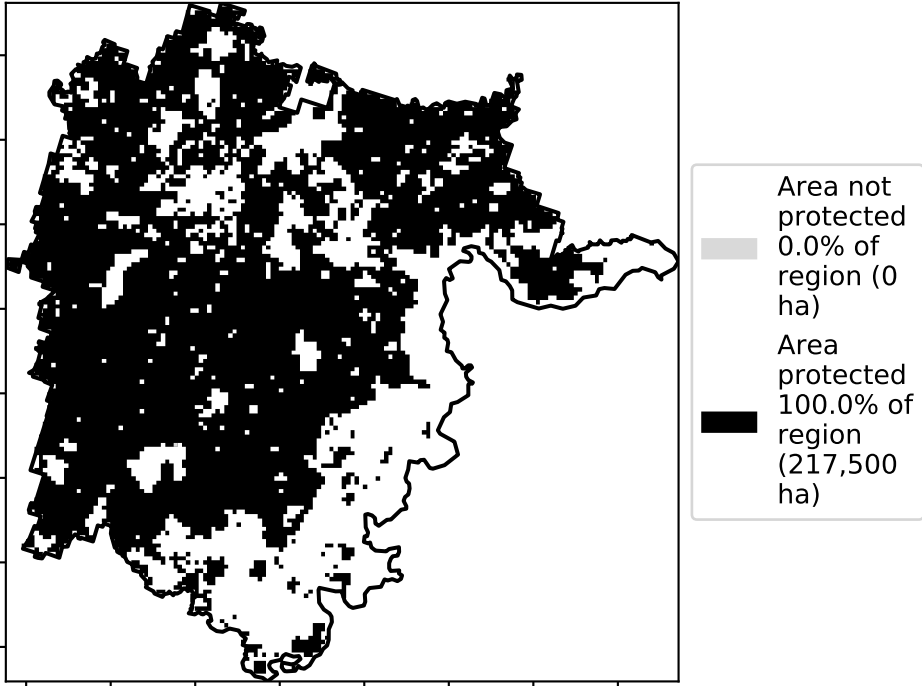 Area not
protected
0.0% of
region (0
ha)
Area
protected
100.0% of
region
(217,500
ha)